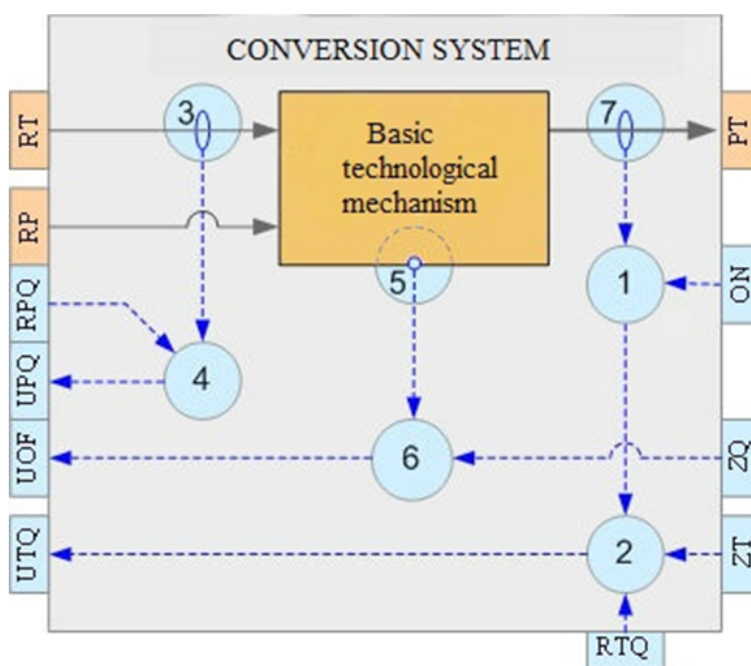 CONVERSION SYSTEM
RT
3
Basic
technological
mechanism
7
PT
RP
5
1
ON
RPQ
4
UPQ
6
UOF
ZQ
UTQ
2
ZT
RTQ